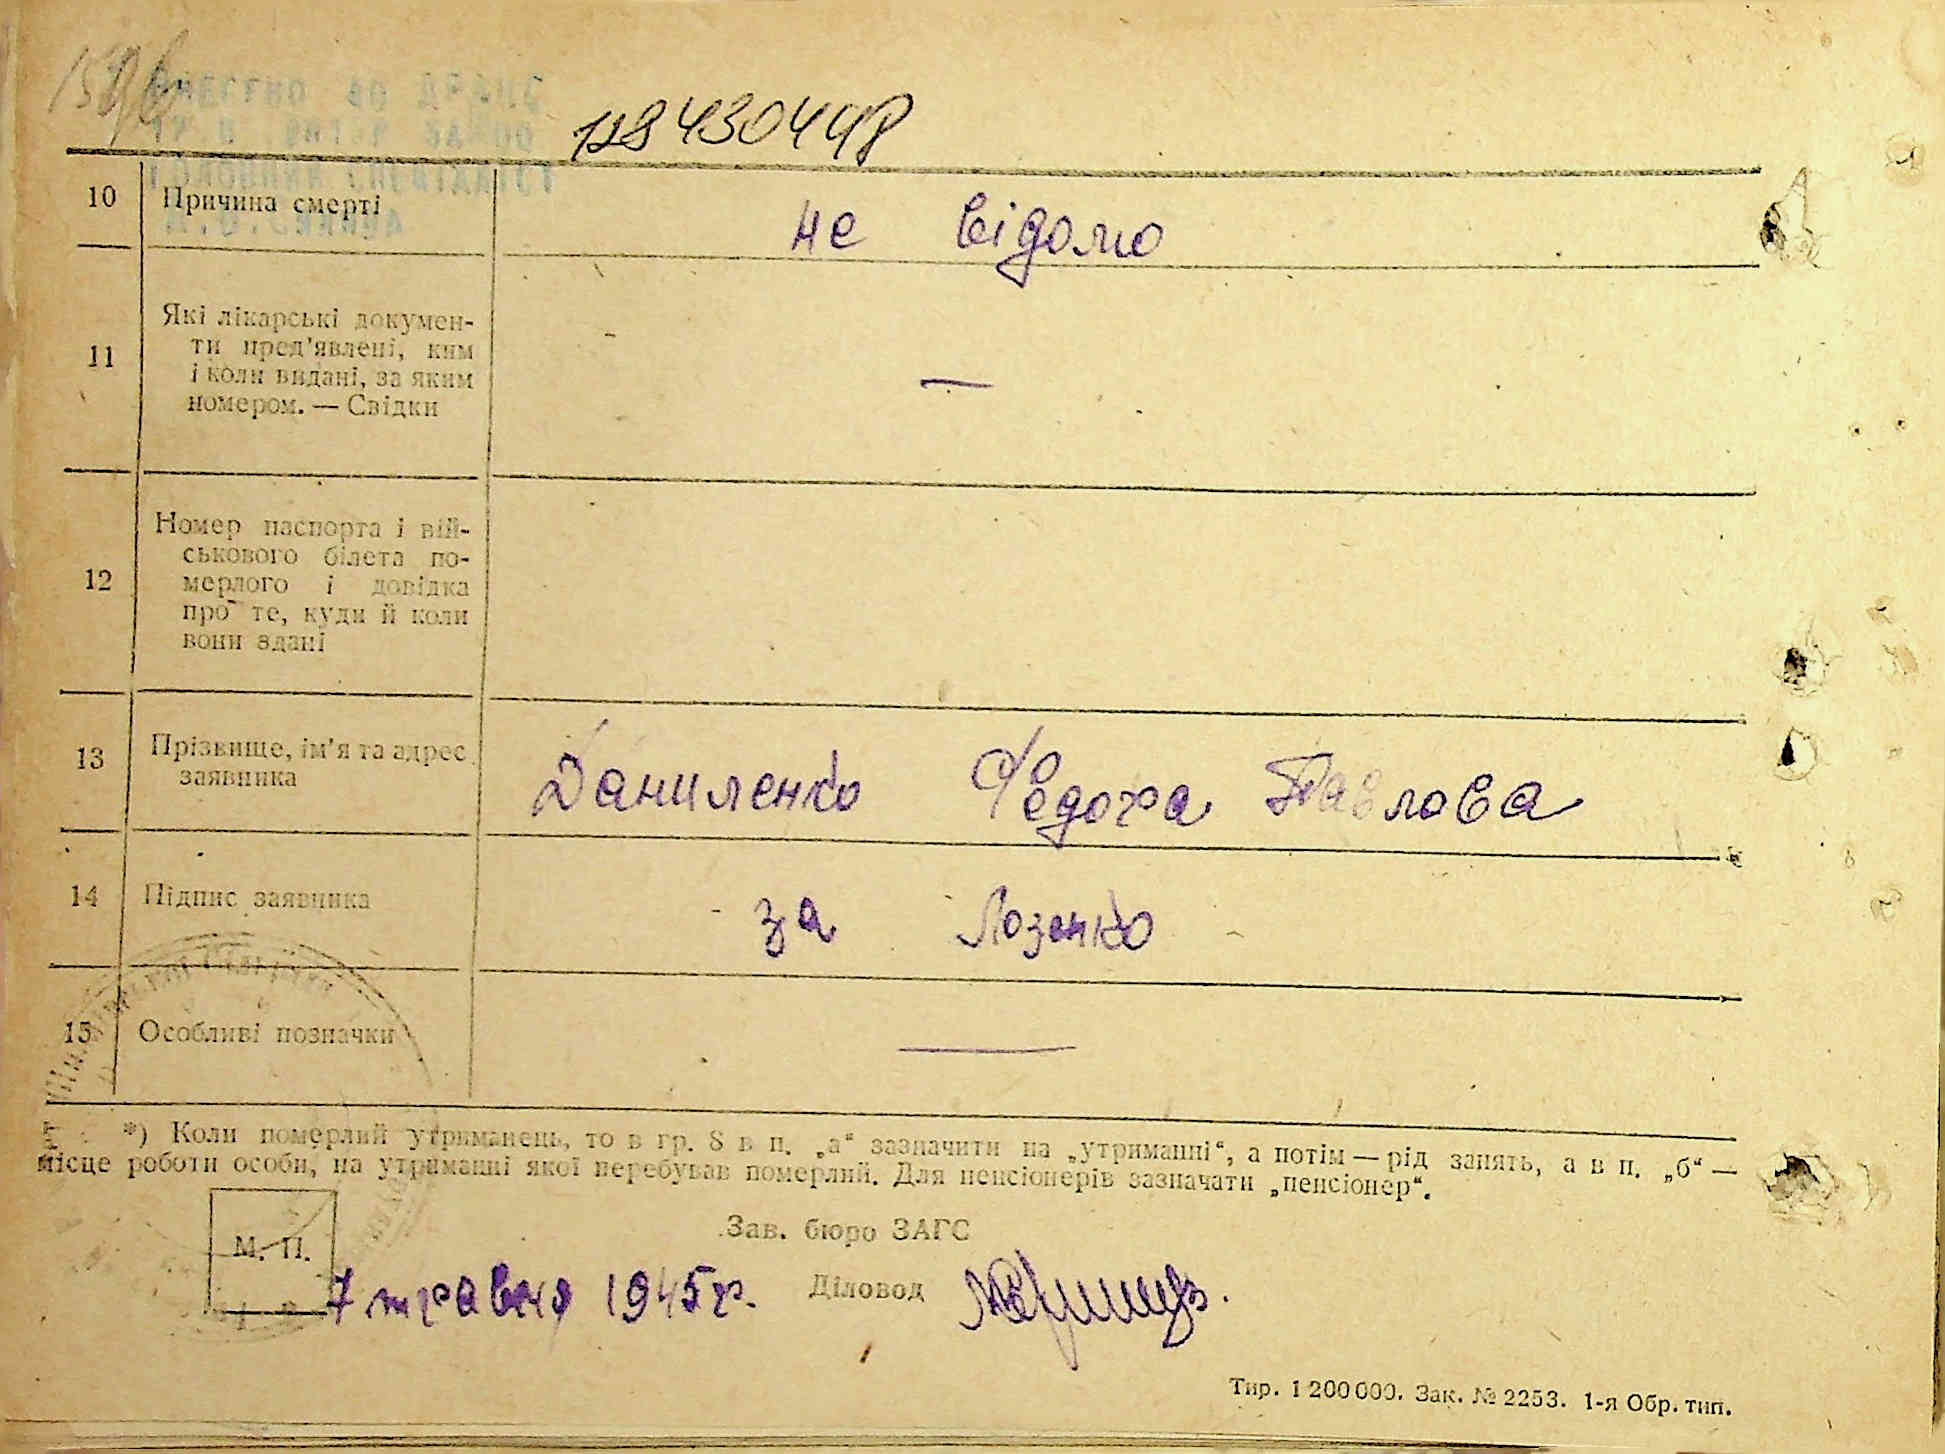 ВНЕСЕНО ДО ДРАЦС
128430448
10 Причина смерті не відомо
11 Які лікарські докумен-
ти пред'явлені, ким
і коли видані, за яким
номером. — Свідки —
12 Номер паспорта і вій-
ськового білета по-
мерлого і довідка
про те, куди й коли
вони здані
13 Прізвище, ім'я та адрес
заявника Даниленко Федора Павлова
14 Підпис заявника за Лозенко
15 Особливі позначки —
*) Коли померлий утриманець, то в гр. 8 в п. „а“ зазначити на „утриманні“, а потім — рід занять, а в п. „б“ —
місце роботи особи, на утриманні якої перебував померлий. Для пенсіонерів зазначати „пенсіонер“.
Зав. бюро ЗАГС
М. П.
7 травня 1945 р. Діловод
Тир. 1 200 000. Зак. № 2253. 1-я Обр. тип.